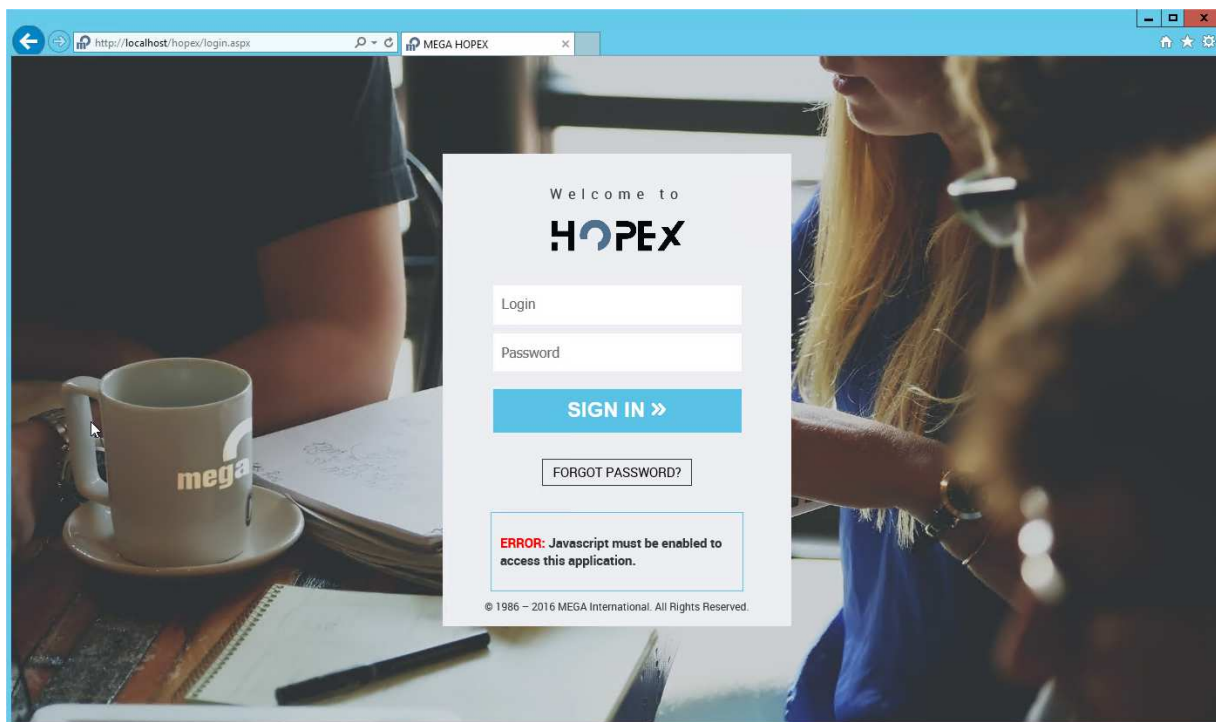 http://localhost/hopex/login.aspx
MEGA HOPEX
Welcome to
HOPEX
Login
Password
SIGN IN »
FORGOT PASSWORD?
ERROR: Javascript must be enabled to
access this application.
© 1986 – 2016 MEGA International. All Rights Reserved.
mega